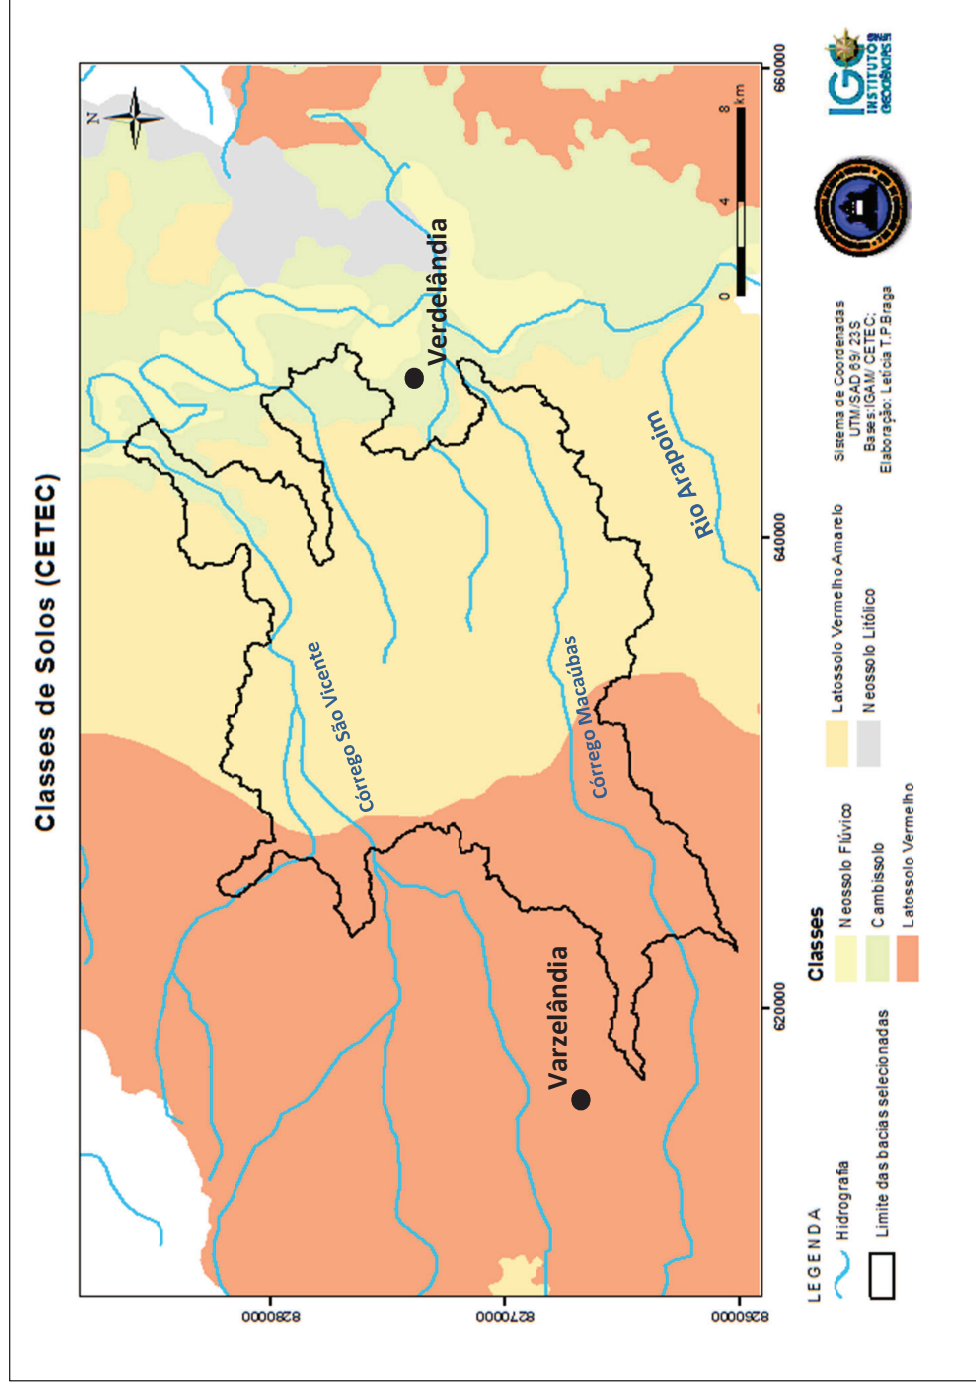 Classes de Solos (CETEC)
N
8280000
8270000
8260000
620000
640000
660000
Córrego São Vicente
Córrego Macaúbas
Rio Arapoim
Verdelândia
Varzelândia
0 4 8
km
LEGENDA
Hidrografia
Limite das bacias selecionadas
Classes
Neossolo Flúvico
Cambissolo
Latossolo Vermelho
Latossolo Vermelho Amarelo
Neossolo Litólico
Sistema de Coordenadas
UTM/SAD 69/ 23S
Bases:IGAM/ CETEC;
Elaboração: Letícia T.P.Braga
IGC
INSTITUTO
GEOCIÊNCIAS